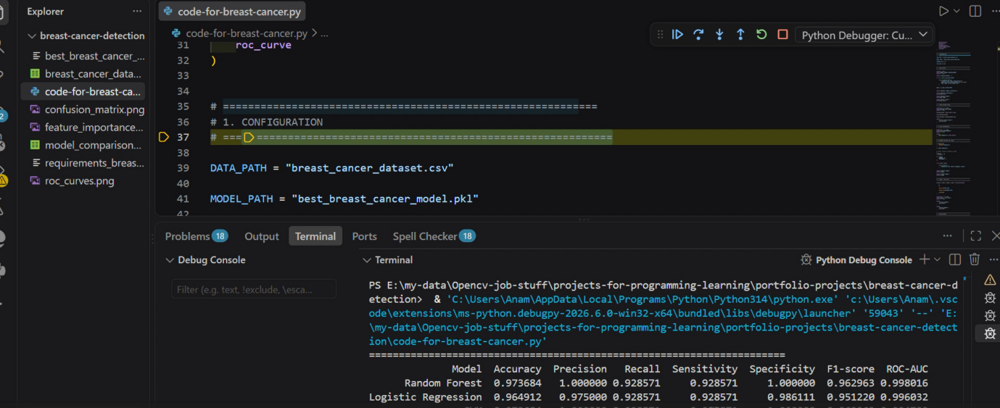 Explorer
breast-cancer-detection
best_breast_cancer_...
breast_cancer_data...
code-for-breast-ca...
confusion_matrix.png
feature_importance...
model_comparison...
requirements_breas...
roc_curves.png
code-for-breast-cancer.py
code-for-breast-cancer.py > ...
Python Debugger: Cu...
31 roc_curve
32 )
33
34
35 # ============================================================
36 # 1. CONFIGURATION
37 # ============================================================
38
39 DATA_PATH = "breast_cancer_dataset.csv"
40
41 MODEL_PATH = "best_breast_cancer_model.pkl"
42
Problems 18 Output Terminal Ports Spell Checker 18
Debug Console
Filter (e.g. text, !exclude, \esca...
Terminal
Python Debug Console
PS E:\my-data\Opencv-job-stuff\projects-for-programming-learning\portfolio-projects\breast-cancer-d
etection> & 'C:\Users\Anam\AppData\Local\Programs\Python\Python314\python.exe' 'c:\Users\Anam\.vsc
ode\extensions\ms-python.debugpy-2026.6.0-win32-x64\bundled\libs\debugpy\launcher' '59043' '--' 'E:
\my-data\Opencv-job-stuff\projects-for-programming-learning\portfolio-projects\breast-cancer-detect
ion\code-for-breast-cancer.py'
======================================================================
Model Accuracy Precision Recall Sensitivity Specificity F1-score ROC-AUC
Random Forest 0.973684 1.000000 0.928571 0.928571 1.000000 0.962963 0.998016
Logistic Regression 0.964912 0.975000 0.928571 0.928571 0.986111 0.951220 0.996032